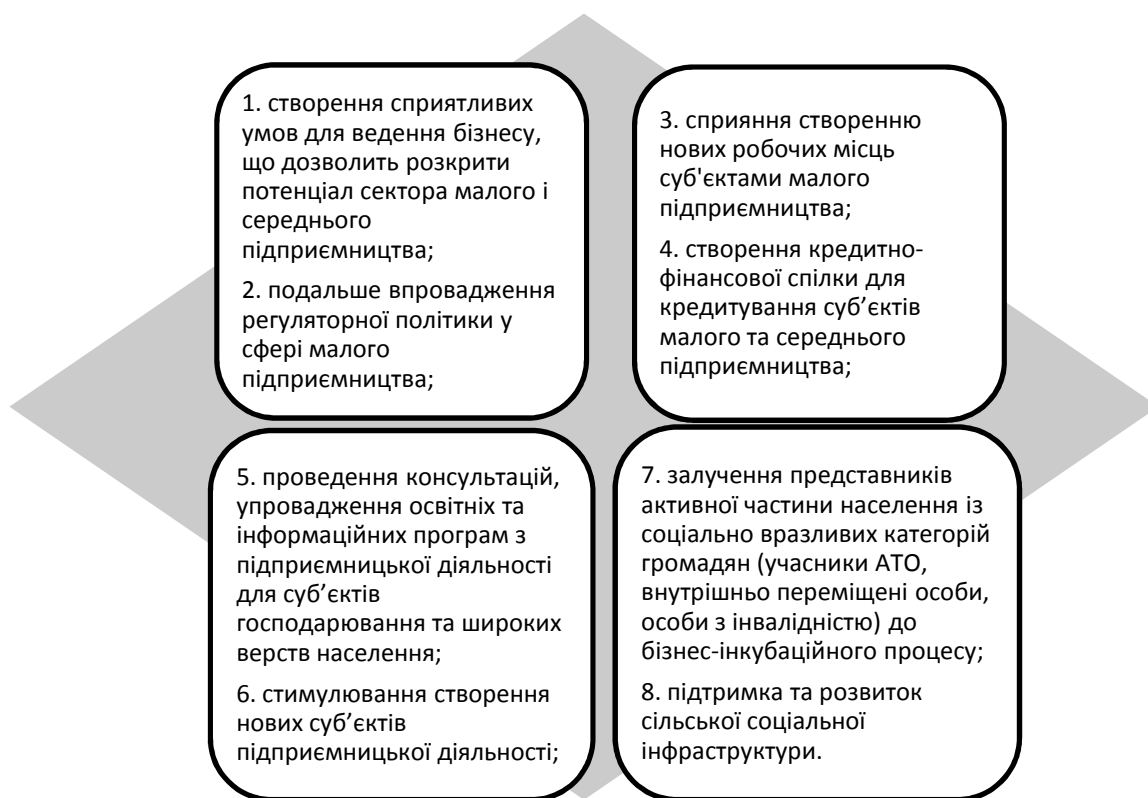 1. створення сприятливих
умов для ведення бізнесу,
що дозволить розкрити
потенціал сектора малого і
середнього
підприємництва;
2. подальше впровадження
регуляторної політики у
сфері малого
підприємництва;
3. сприяння створенню
нових робочих місць
суб'єктами малого
підприємництва;
4. створення кредитно-
фінансової спілки для
кредитування суб’єктів
малого та середнього
підприємництва;
5. проведення консультацій,
упровадження освітніх та
інформаційних програм з
підприємницької діяльності
для суб’єктів
господарювання та широких
верств населення;
6. стимулювання створення
нових суб’єктів
підприємницької діяльності;
7. залучення представників
активної частини населення із
соціально вразливих категорій
громадян (учасники АТО,
внутрішньо переміщені особи,
особи з інвалідністю) до
бізнес-інкубаційного процесу;
8. підтримка та розвиток
сільської соціальної
інфраструктури.